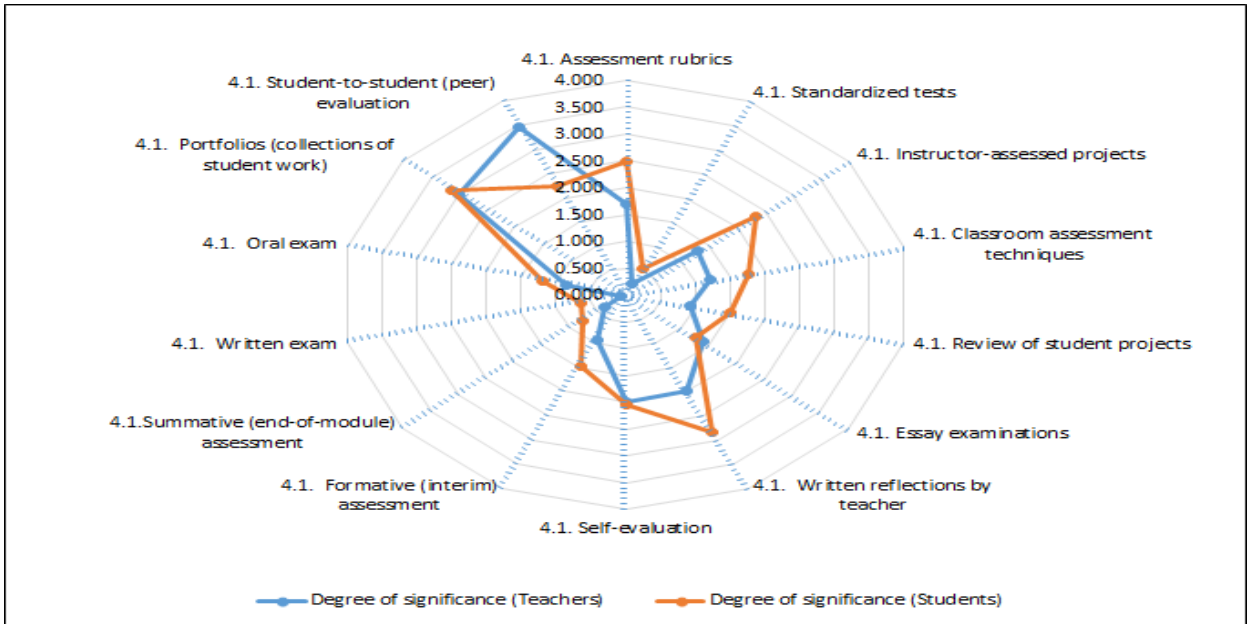 4.1. Assessment rubrics
4.000
3.500
3.000
2.500
2.000
1.500
1.000
0.500
0.000
4.1. Standardized tests
4.1. Instructor-assessed projects
4.1. Classroom assessment
techniques
4.1. Review of student projects
4.1. Essay examinations
4.1. Written reflections by
teacher
4.1. Self-evaluation
4.1. Formative (interim)
assessment
4.1.Summative (end-of-module)
assessment
4.1. Written exam
4.1. Oral exam
4.1. Portfolios (collections of
student work)
4.1. Student-to-student (peer)
evaluation
Degree of significance (Teachers)
Degree of significance (Students)